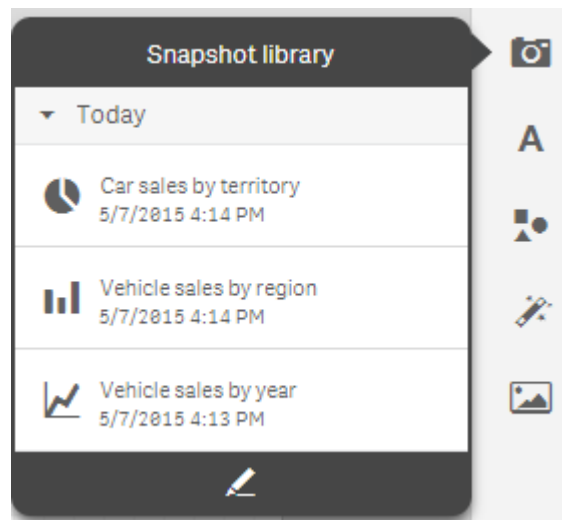 Snapshot library
Today
A
Car sales by territory
5/7/2015 4:14 PM
Vehicle sales by region
5/7/2015 4:14 PM
Vehicle sales by year
5/7/2015 4:13 PM